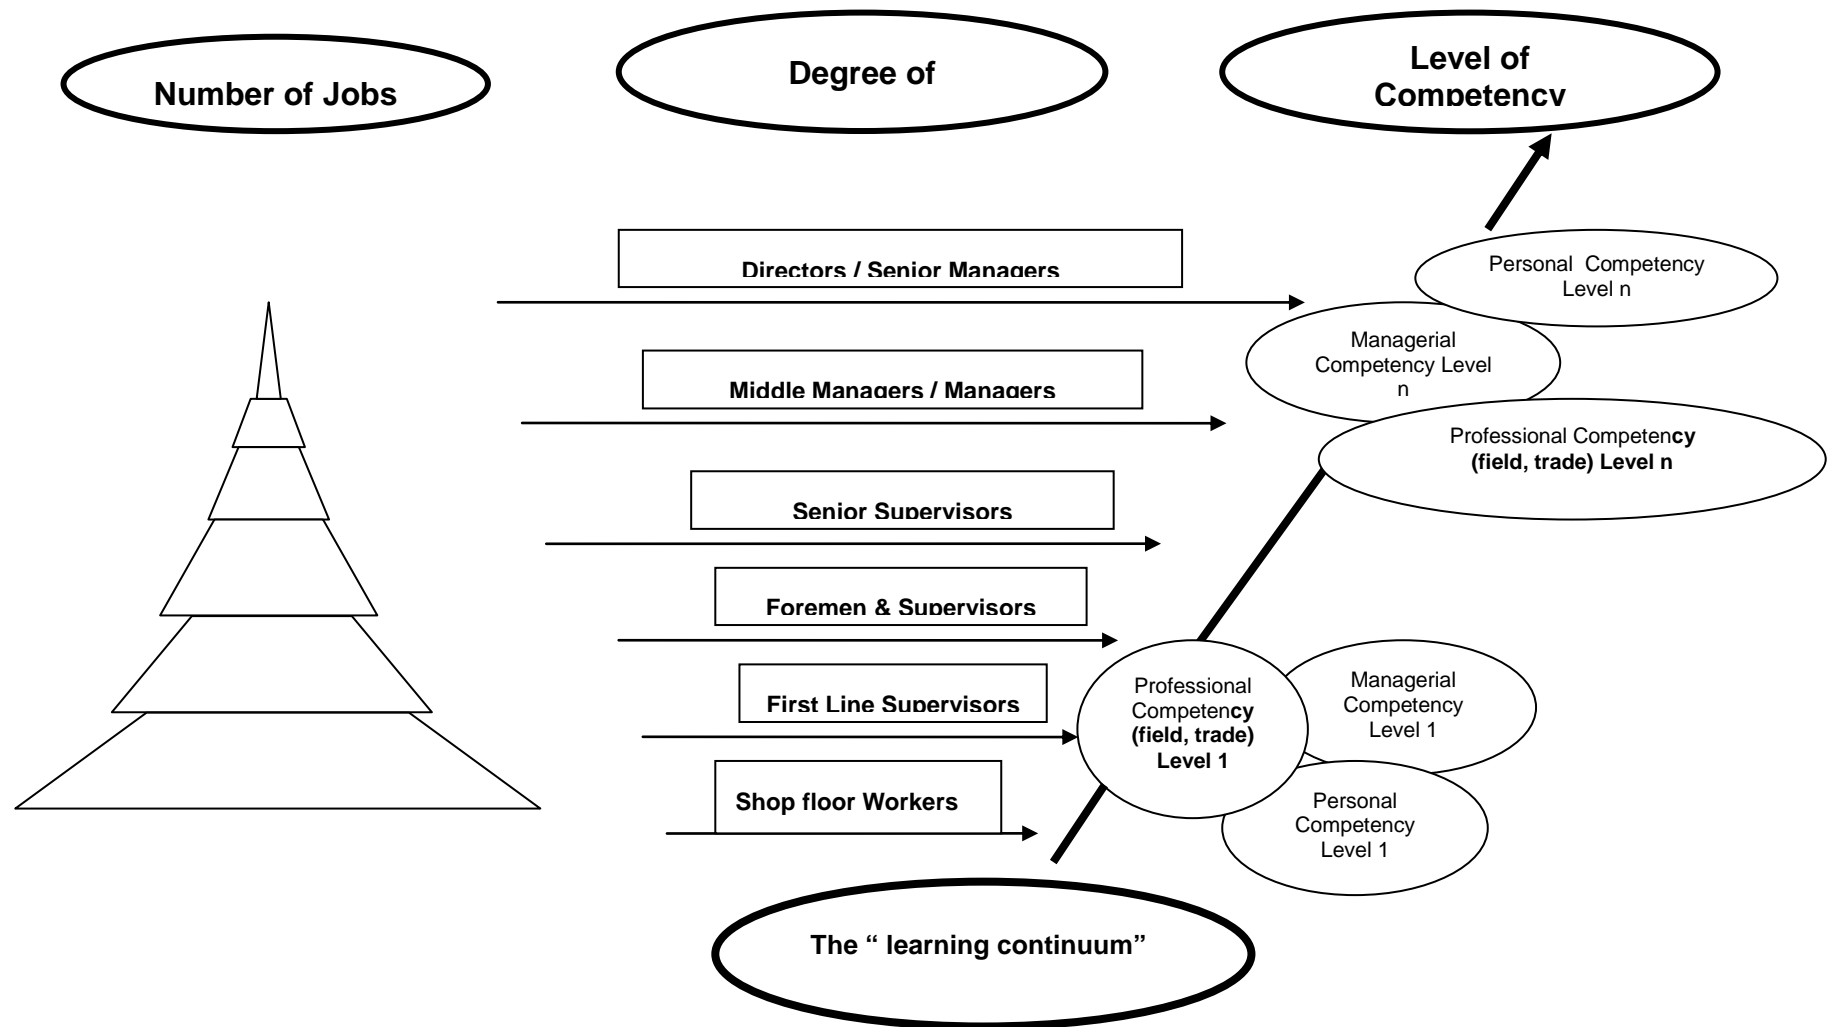 Number of Jobs
Degree of
Level of
Competency
Directors / Senior Managers
Personal Competency
Level n
Managerial
Competency Level
n
Middle Managers / Managers
Professional Competency
(field, trade) Level n
Senior Supervisors
Foremen & Supervisors
First Line Supervisors
Professional
Competency
(field, trade)
Level 1
Managerial
Competency
Level 1
Shop floor Workers
Personal
Competency
Level 1
The “ learning continuum”